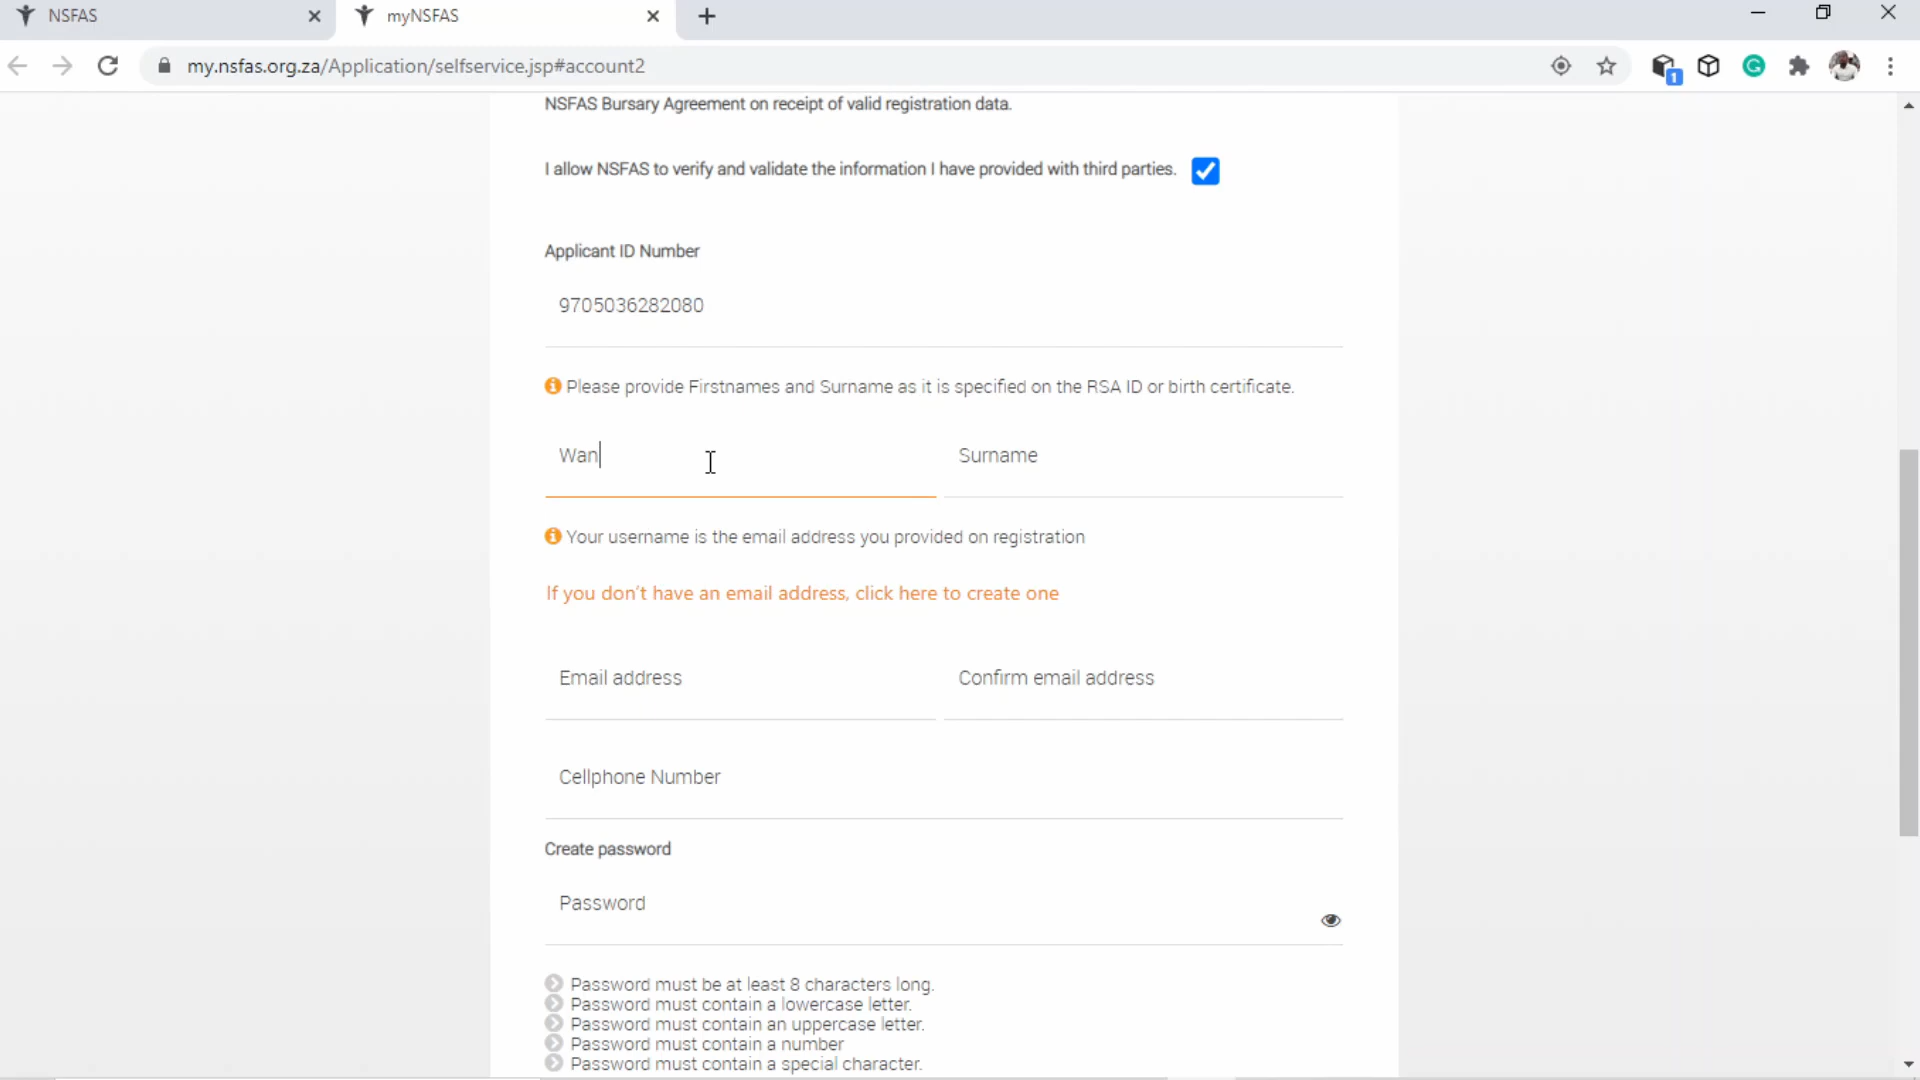 NSFAS
myNSFAS
my.nsfas.org.za/Application/selfservice.jsp#account2
1
NSFAS Bursary Agreement on receipt of valid registration data.
I allow NSFAS to verify and validate the information I have provided with third parties.
Applicant ID Number
9705036282080
Please provide Firstnames and Surname as it is specified on the RSA ID or birth certificate.
Wan Surname
Your username is the email address you provided on registration
If you don't have an email address, click here to create one
Email address Confirm email address
Cellphone Number
Create password
Password
Password must be at least 8 characters long.
Password must contain a lowercase letter.
Password must contain an uppercase letter.
Password must contain a number
Password must contain a special character.